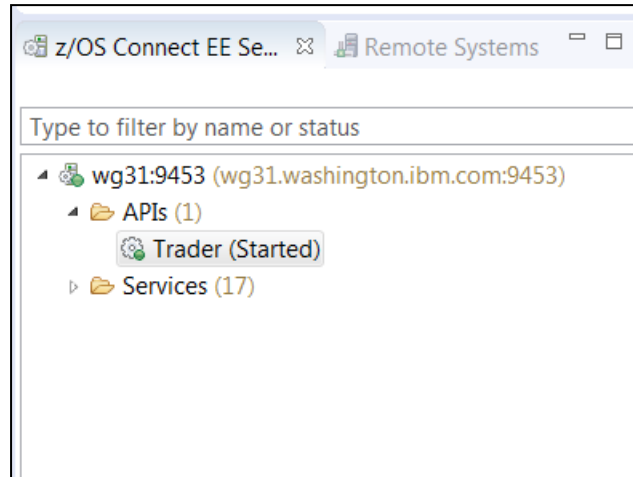 z/OS Connect EE Se... Remote Systems
Type to filter by name or status
wg31:9453 (wg31.washington.ibm.com:9453)
APIs (1)
Trader (Started)
Services (17)